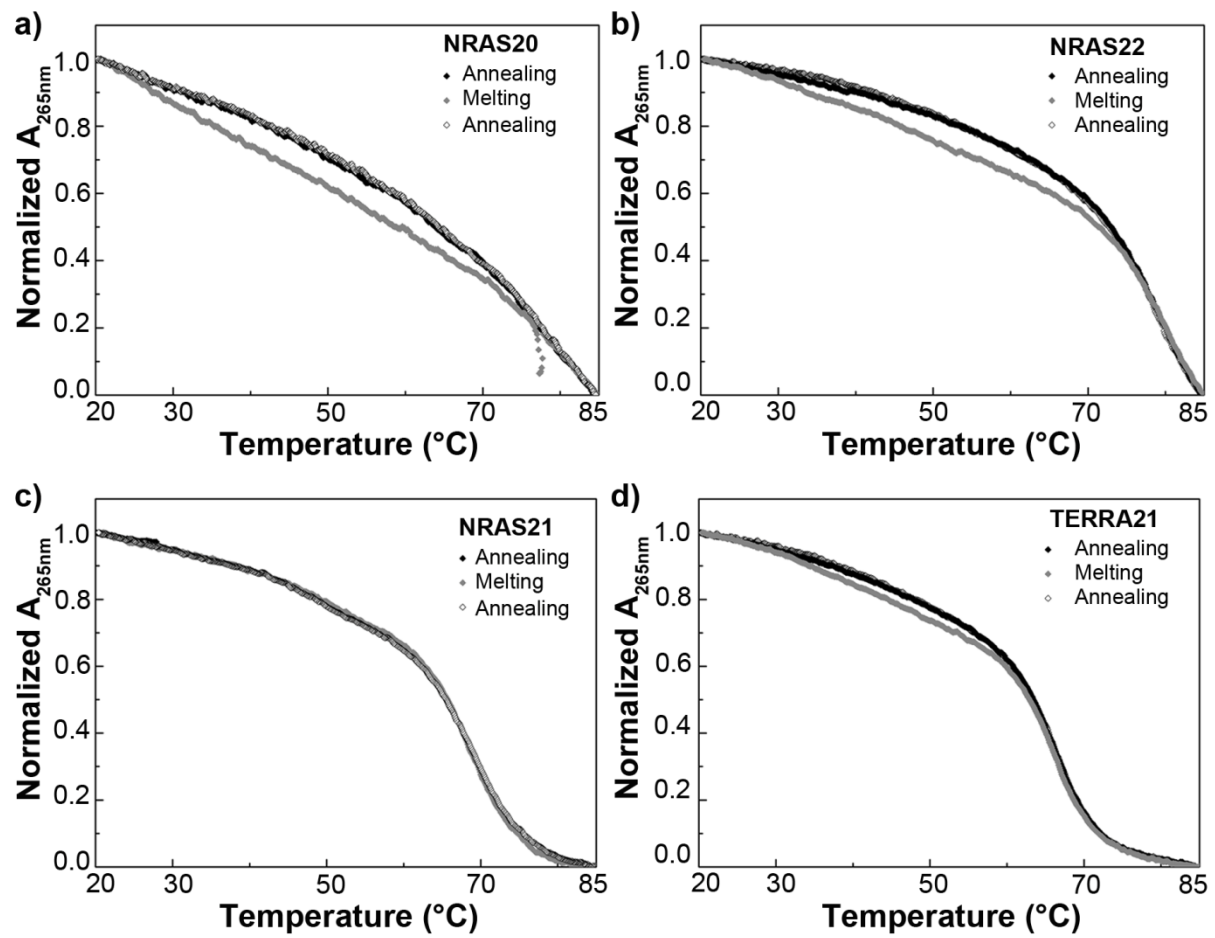 a)
NRAS20
Annealing
Melting
Annealing
Normalized A265nm
1.0
0.8
0.6
0.4
0.2
0.0
20 30 50 70 85
Temperature (°C)
b)
NRAS22
Annealing
Melting
Annealing
Normalized A265nm
1.0
0.8
0.6
0.4
0.2
0.0
20 30 50 70 85
Temperature (°C)
c)
NRAS21
Annealing
Melting
Annealing
Normalized A265nm
1.0
0.8
0.6
0.4
0.2
0.0
20 30 50 70 85
Temperature (°C)
d)
TERRA21
Annealing
Melting
Annealing
Normalized A265nm
1.0
0.8
0.6
0.4
0.2
0.0
20 30 50 70 85
Temperature (°C)